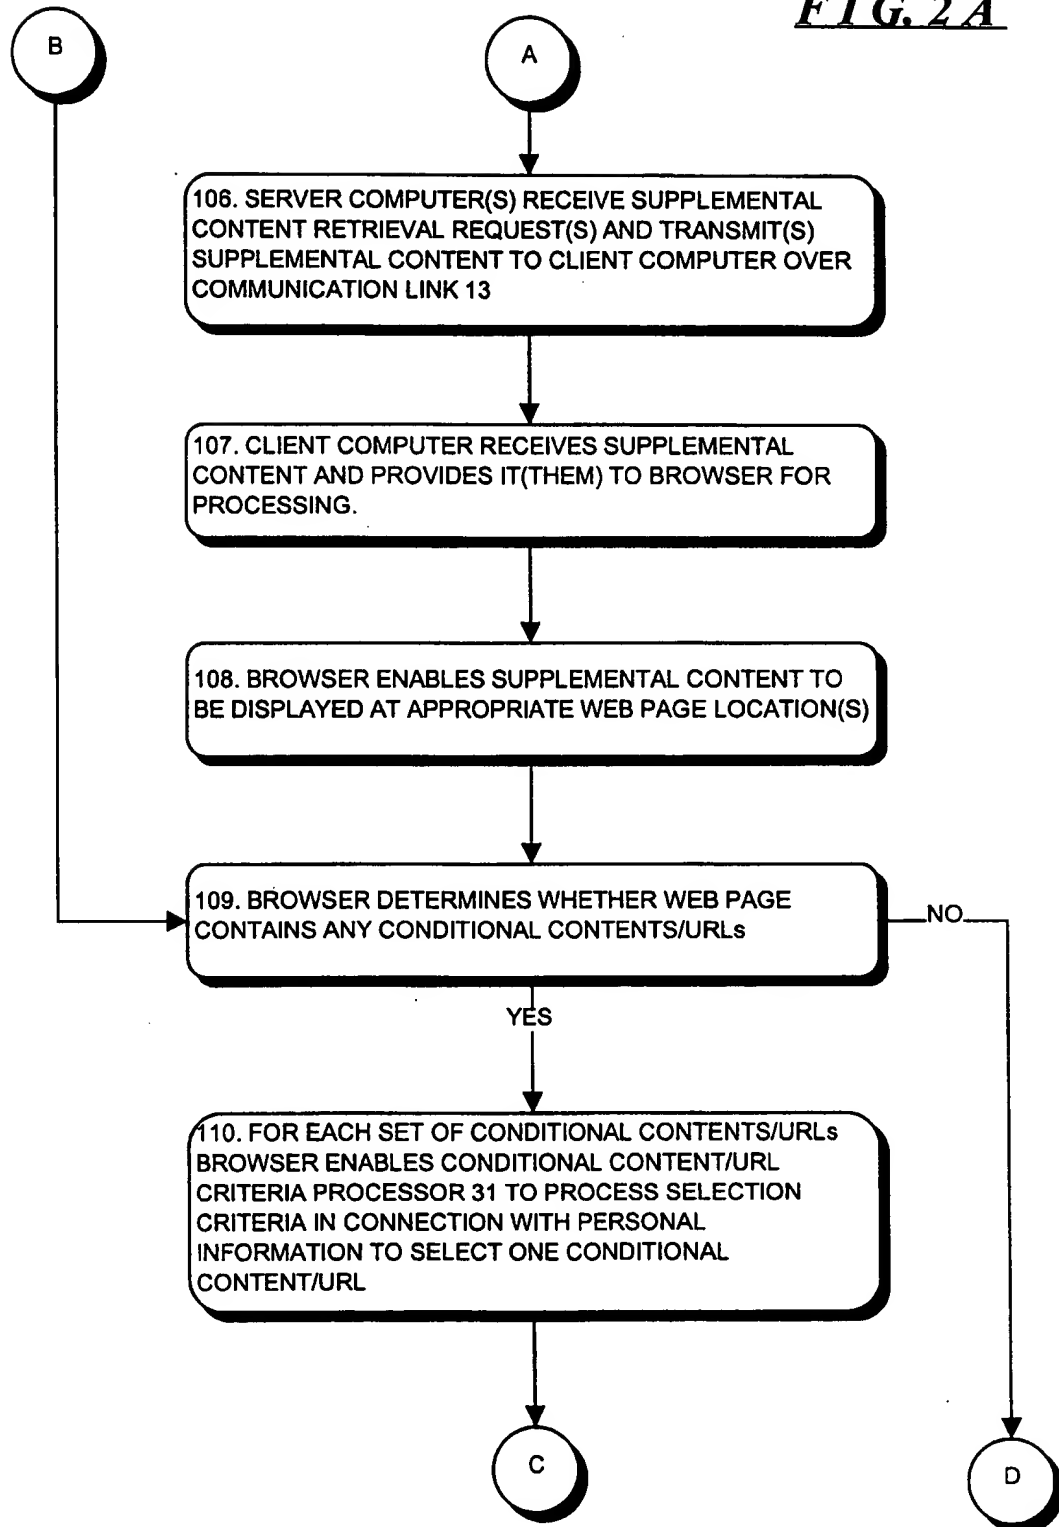 FIG. 2A
B
A
106. SERVER COMPUTER(S) RECEIVE SUPPLEMENTAL
CONTENT RETRIEVAL REQUEST(S) AND TRANSMIT(S)
SUPPLEMENTAL CONTENT TO CLIENT COMPUTER OVER
COMMUNICATION LINK 13
107. CLIENT COMPUTER RECEIVES SUPPLEMENTAL
CONTENT AND PROVIDES IT(THEM) TO BROWSER FOR
PROCESSING.
108. BROWSER ENABLES SUPPLEMENTAL CONTENT TO
BE DISPLAYED AT APPROPRIATE WEB PAGE LOCATION(S)
109. BROWSER DETERMINES WHETHER WEB PAGE
CONTAINS ANY CONDITIONAL CONTENTS/URLs
NO
YES
110. FOR EACH SET OF CONDITIONAL CONTENTS/URLs
BROWSER ENABLES CONDITIONAL CONTENT/URL
CRITERIA PROCESSOR 31 TO PROCESS SELECTION
CRITERIA IN CONNECTION WITH PERSONAL
INFORMATION TO SELECT ONE CONDITIONAL
CONTENT/URL
C
D